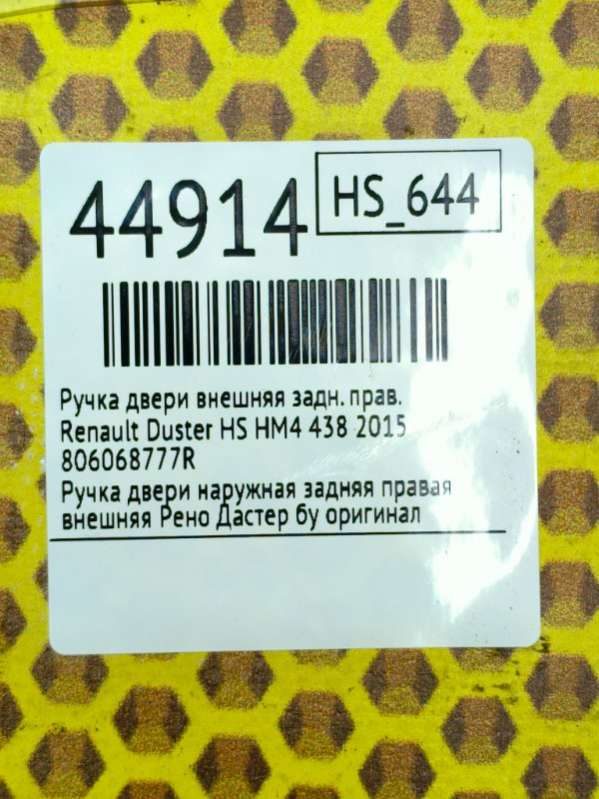 44914
HS_644
Ручка двери внешняя задн. прав.
Renault Duster HS HM4 438 2015
806068777R
Ручка двери наружная задняя правая
внешняя Рено Дастер бу оригинал